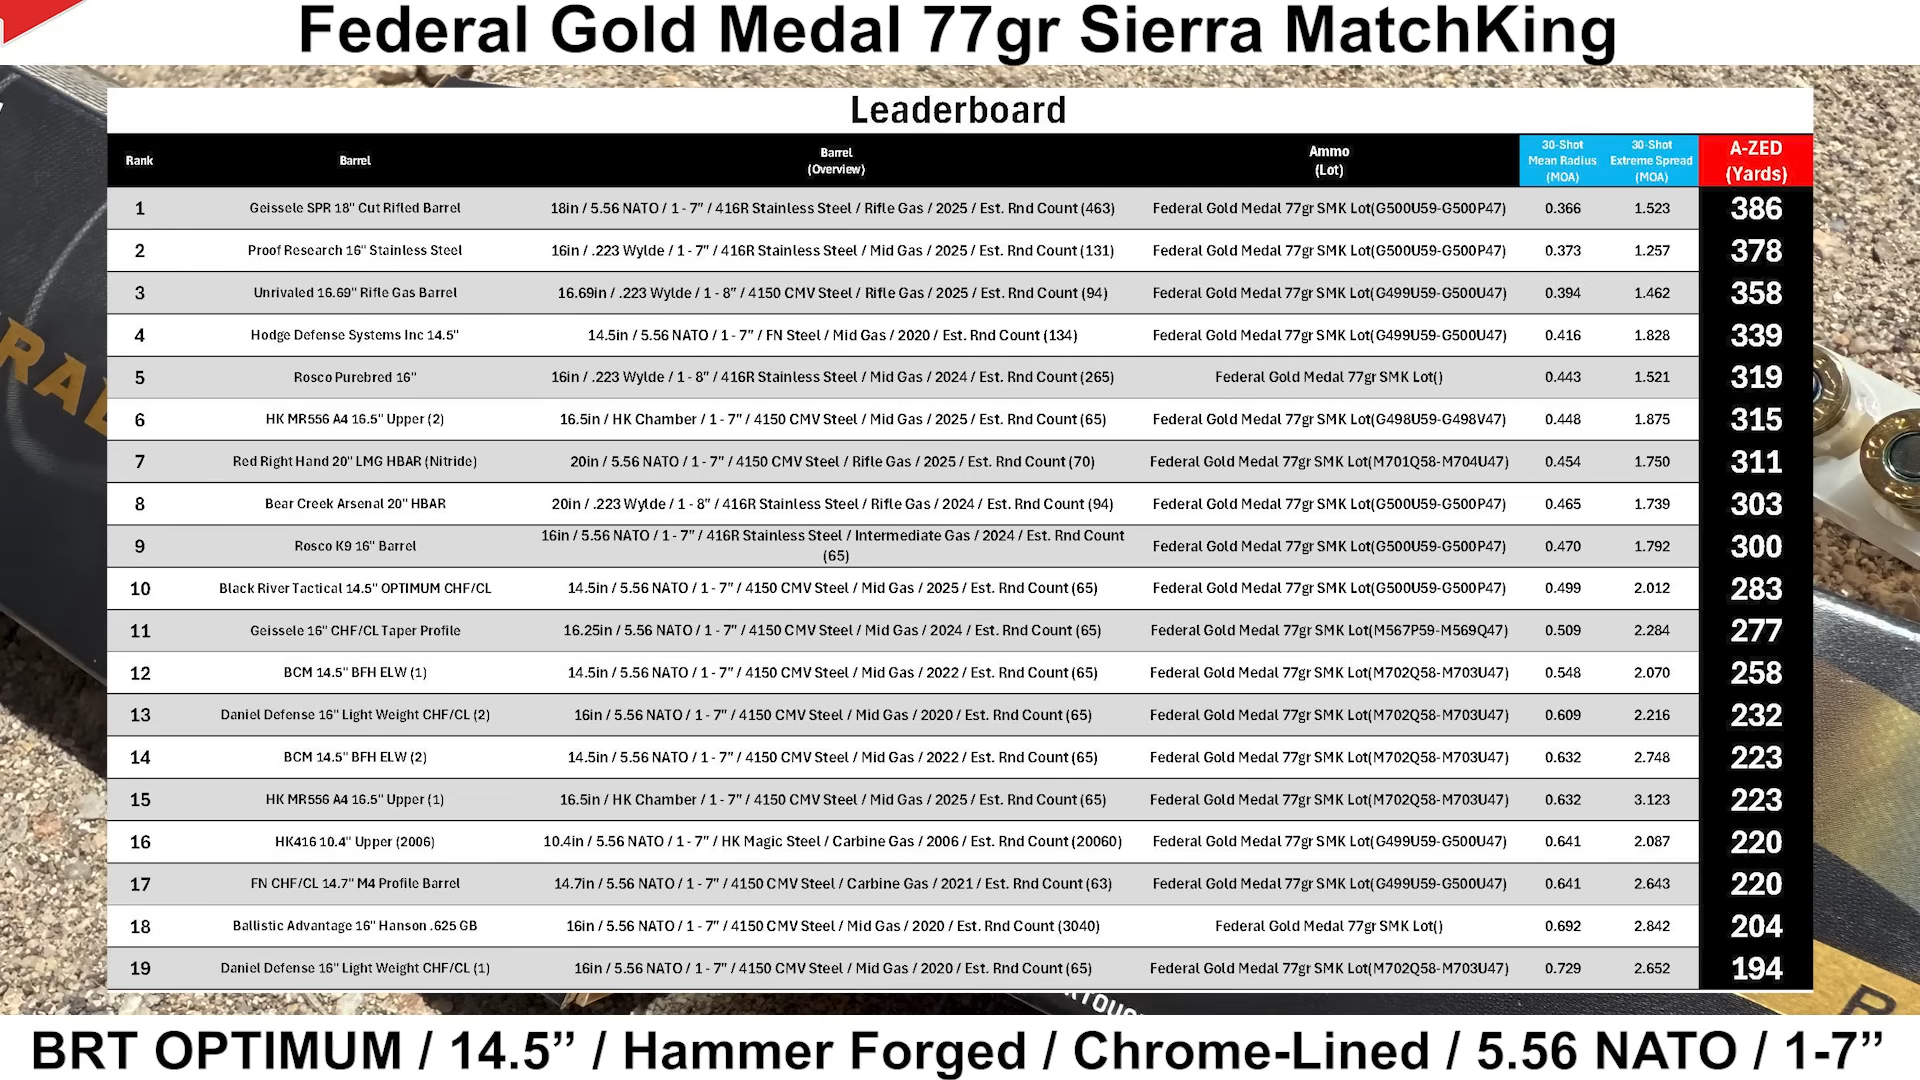 Federal Gold Medal 77gr Sierra MatchKing
Leaderboard
Rank Barrel Barrel (Overview) Ammo (Lot) 30-Shot Mean Radius (MOA) 30-Shot Extreme Spread (MOA) A-ZED (Yards)
1 Geissele SPR 18" Cut Rifled Barrel 18in / 5.56 NATO / 1 - 7" / 416R Stainless Steel / Rifle Gas / 2025 / Est. Rnd Count (463) Federal Gold Medal 77gr SMK Lot(G500U59-G500P47) 0.366 1.523 386
2 Proof Research 16" Stainless Steel 16in / .223 Wylde / 1 - 7" / 416R Stainless Steel / Mid Gas / 2025 / Est. Rnd Count (131) Federal Gold Medal 77gr SMK Lot(G500U59-G500P47) 0.373 1.257 378
3 Unrivaled 16.69" Rifle Gas Barrel 16.69in / .223 Wylde / 1 - 8" / 4150 CMV Steel / Rifle Gas / 2025 / Est. Rnd Count (94) Federal Gold Medal 77gr SMK Lot(G499U59-G500U47) 0.394 1.462 358
4 Hodge Defense Systems Inc 14.5" 14.5in / 5.56 NATO / 1 - 7" / FN Steel / Mid Gas / 2020 / Est. Rnd Count (134) Federal Gold Medal 77gr SMK Lot(G499U59-G500U47) 0.416 1.828 339
5 Rosco Purebred 16" 16in / .223 Wylde / 1 - 8" / 416R Stainless Steel / Mid Gas / 2024 / Est. Rnd Count (265) Federal Gold Medal 77gr SMK Lot() 0.443 1.521 319
6 HK MR556 A4 16.5" Upper (2) 16.5in / HK Chamber / 1 - 7" / 4150 CMV Steel / Mid Gas / 2025 / Est. Rnd Count (65) Federal Gold Medal 77gr SMK Lot(G498U59-G498V47) 0.448 1.875 315
7 Red Right Hand 20" LMG HBAR (Nitride) 20in / 5.56 NATO / 1 - 7" / 4150 CMV Steel / Rifle Gas / 2025 / Est. Rnd Count (70) Federal Gold Medal 77gr SMK Lot(M701Q58-M704U47) 0.454 1.750 311
8 Bear Creek Arsenal 20" HBAR 20in / .223 Wylde / 1 - 8" / 416R Stainless Steel / Rifle Gas / 2024 / Est. Rnd Count (94) Federal Gold Medal 77gr SMK Lot(G500U59-G500P47) 0.465 1.739 303
9 Rosco K9 16" Barrel 16in / 5.56 NATO / 1 - 7" / 416R Stainless Steel / Intermediate Gas / 2024 / Est. Rnd Count (65) Federal Gold Medal 77gr SMK Lot(G500U59-G500P47) 0.470 1.792 300
10 Black River Tactical 14.5" OPTIMUM CHF/CL 14.5in / 5.56 NATO / 1 - 7" / 4150 CMV Steel / Mid Gas / 2025 / Est. Rnd Count (65) Federal Gold Medal 77gr SMK Lot(G500U59-G500P47) 0.499 2.012 283
11 Geissele 16" CHF/CL Taper Profile 16.25in / 5.56 NATO / 1 - 7" / 4150 CMV Steel / Mid Gas / 2024 / Est. Rnd Count (65) Federal Gold Medal 77gr SMK Lot(M567P59-M569Q47) 0.509 2.284 277
12 BCM 14.5" BFH ELW (1) 14.5in / 5.56 NATO / 1 - 7" / 4150 CMV Steel / Mid Gas / 2022 / Est. Rnd Count (65) Federal Gold Medal 77gr SMK Lot(M702Q58-M703U47) 0.548 2.070 258
13 Daniel Defense 16" Light Weight CHF/CL (2) 16in / 5.56 NATO / 1 - 7" / 4150 CMV Steel / Mid Gas / 2020 / Est. Rnd Count (65) Federal Gold Medal 77gr SMK Lot(M702Q58-M703U47) 0.609 2.216 232
14 BCM 14.5" BFH ELW (2) 14.5in / 5.56 NATO / 1 - 7" / 4150 CMV Steel / Mid Gas / 2022 / Est. Rnd Count (65) Federal Gold Medal 77gr SMK Lot(M702Q58-M703U47) 0.632 2.748 223
15 HK MR556 A4 16.5" Upper (1) 16.5in / HK Chamber / 1 - 7" / 4150 CMV Steel / Mid Gas / 2025 / Est. Rnd Count (65) Federal Gold Medal 77gr SMK Lot(M702Q58-M703U47) 0.632 3.123 223
16 HK416 10.4" Upper (2006) 10.4in / 5.56 NATO / 1 - 7" / HK Magic Steel / Carbine Gas / 2006 / Est. Rnd Count (20060) Federal Gold Medal 77gr SMK Lot(G499U59-G500U47) 0.641 2.087 220
17 FN CHF/CL 14.7" M4 Profile Barrel 14.7in / 5.56 NATO / 1 - 7" / 4150 CMV Steel / Carbine Gas / 2021 / Est. Rnd Count (63) Federal Gold Medal 77gr SMK Lot(G499U59-G500U47) 0.641 2.643 220
18 Ballistic Advantage 16" Hanson .625 GB 16in / 5.56 NATO / 1 - 7" / 4150 CMV Steel / Mid Gas / 2020 / Est. Rnd Count (3040) Federal Gold Medal 77gr SMK Lot() 0.692 2.842 204
19 Daniel Defense 16" Light Weight CHF/CL (1) 16in / 5.56 NATO / 1 - 7" / 4150 CMV Steel / Mid Gas / 2020 / Est. Rnd Count (65) Federal Gold Medal 77gr SMK Lot(M702Q58-M703U47) 0.729 2.652 194
BRT OPTIMUM / 14.5” / Hammer Forged / Chrome-Lined / 5.56 NATO / 1-7”